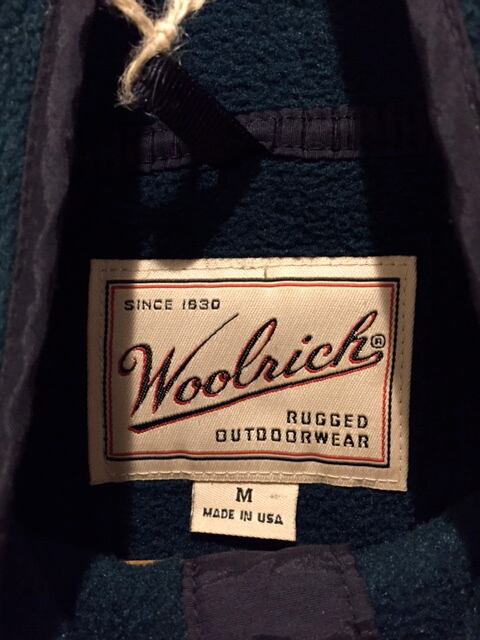 SINCE 1830
Woolrich®
RUGGED
OUTDOORWEAR
M
MADE IN USA